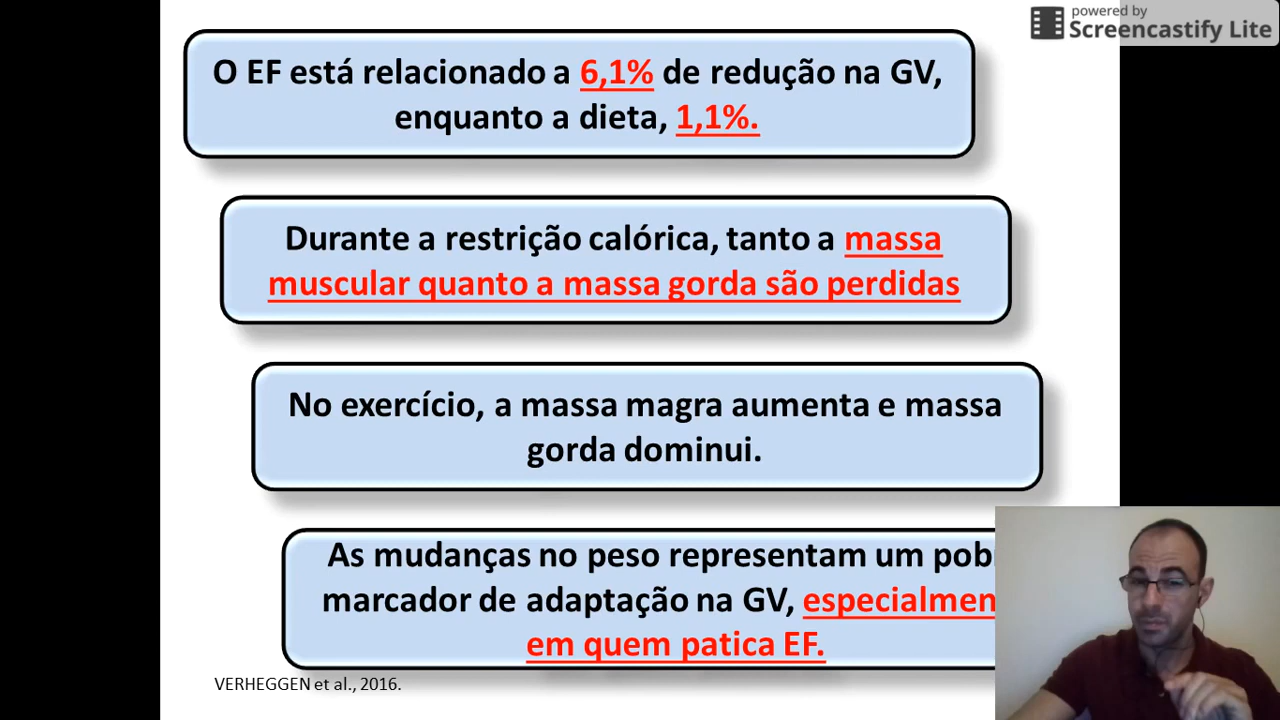 powered by
Screencastify Lite
O EF está relacionado a 6,1% de redução na GV,
enquanto a dieta, 1,1%.
Durante a restrição calórica, tanto a massa
muscular quanto a massa gorda são perdidas
No exercício, a massa magra aumenta e massa
gorda dominui.
As mudanças no peso representam um pob
marcador de adaptação na GV, especialmen
em quem patica EF.
VERHEGGEN et al., 2016.